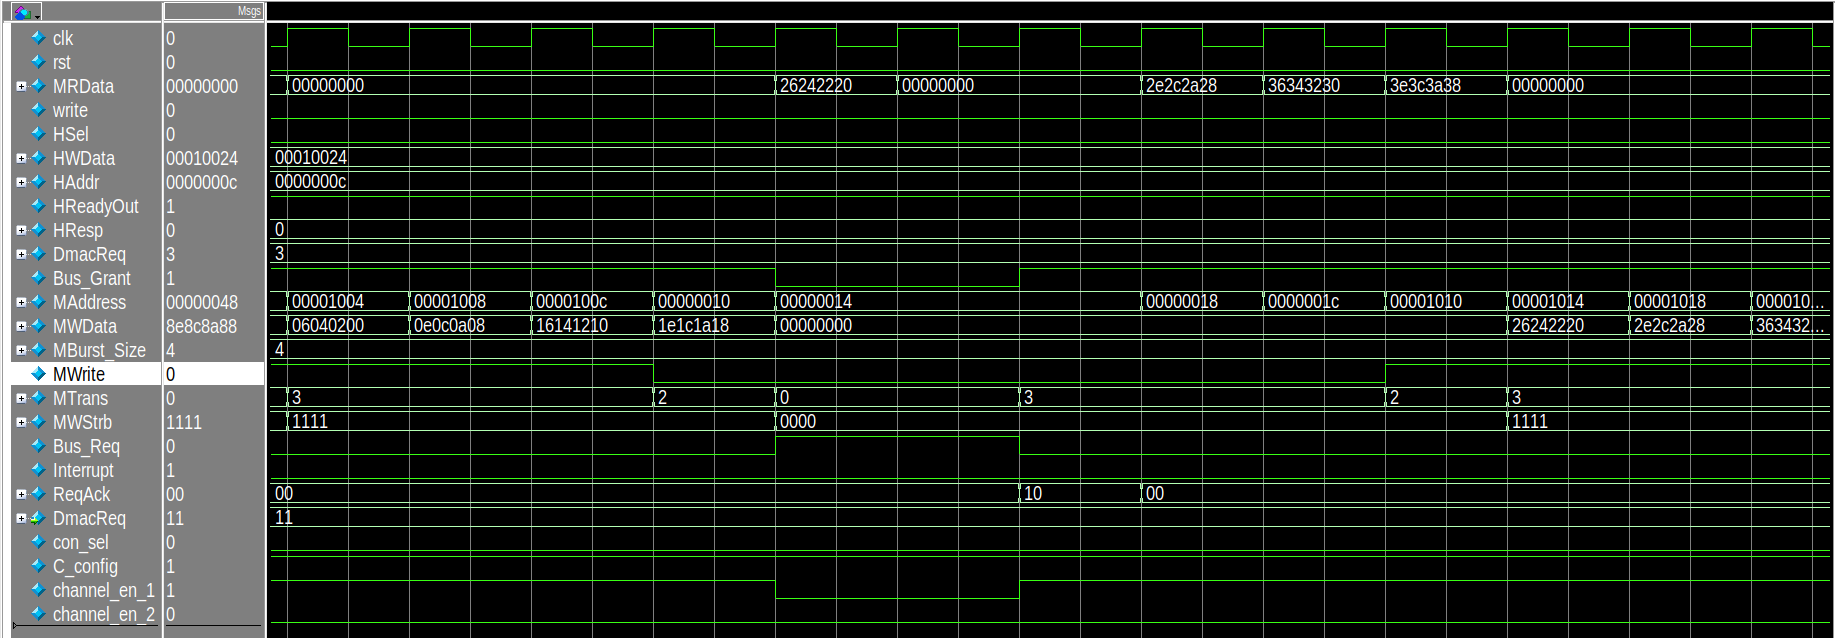 Msgs
clk 0
rst 0
MRData 00000000 00000000 26242220 00000000 2e2c2a28 36343230 3e3c3a38 00000000
write 0
HSel 0
HWData 00010024 00010024
HAddr 0000000c 0000000c
HReadyOut 1
HResp 0 0
DmacReq 3 3
Bus_Grant 1
MAddress 00000048 00001004 00001008 0000100c 00000010 00000014 00000018 0000001c 00001010 00001014 00001018 000010...
MWData 8e8c8a88 06040200 0e0c0a08 16141210 1e1c1a18 00000000 26242220 2e2c2a28 363432...
MBurst_Size 4 4
MWrite 0
MTrans 0 3 2 0 3 2 3
MWStrb 1111 1111 0000 1111
Bus_Req 0
Interrupt 1
ReqAck 00 00 10 00
DmacReq 11 11
con_sel 0
C_config 1
channel_en_1 1
channel_en_2 0